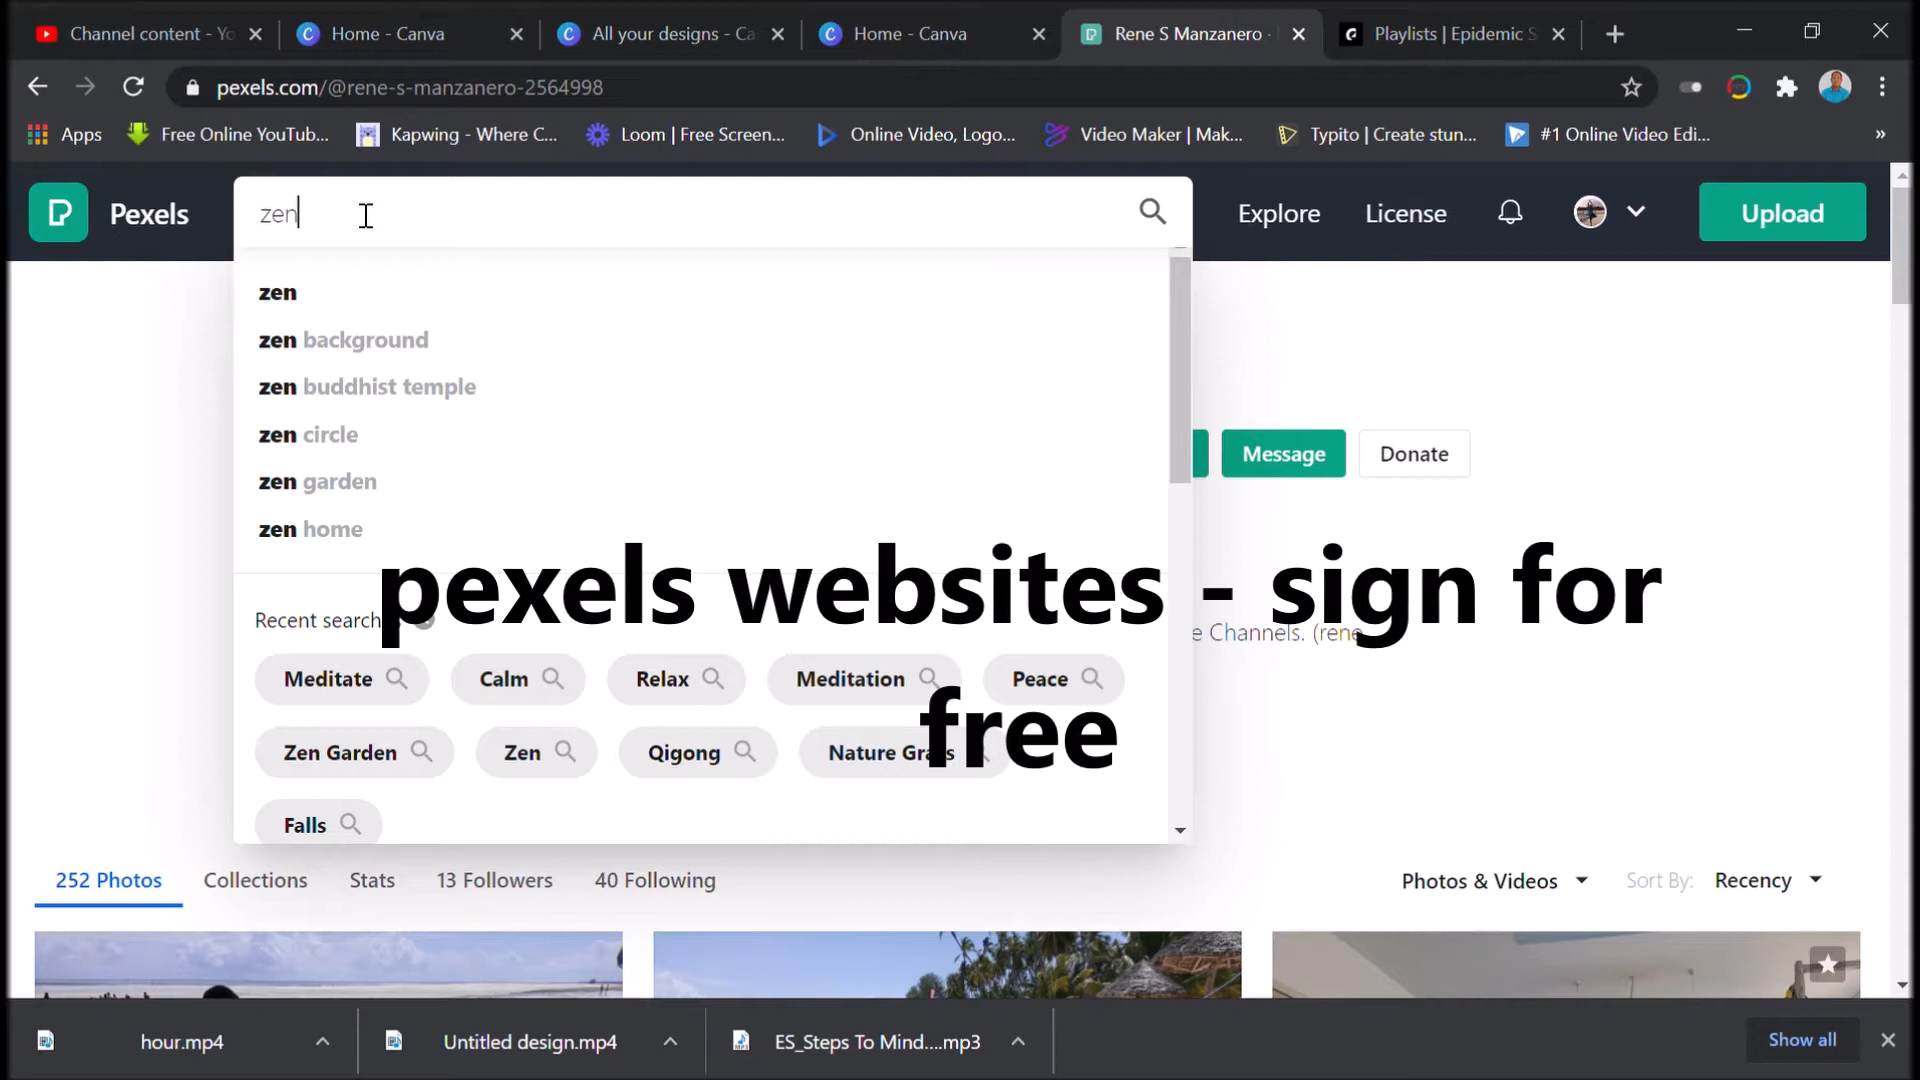 Channel content - Yo
Home - Canva
All your designs - Ca
Home - Canva
Rene S Manzanero -
Playlists | Epidemic S
pexels.com/@rene-s-manzanero-2564998
Apps
Free Online YouTub...
Kapwing - Where C...
Loom | Free Screen...
Online Video, Logo...
Video Maker | Mak...
Typito | Create stun...
#1 Online Video Edi...
»
Pexels
zen
Explore
License
Upload
zen
zen background
zen buddhist temple
zen circle
zen garden
zen home
Message
Donate
pexels websites - sign for
free
Recent search
e Channels. (rene
Meditate
Calm
Relax
Meditation
Peace
Zen Garden
Zen
Qigong
Nature Grass
Falls
252 Photos
Collections
Stats
13 Followers
40 Following
Photos & Videos
Sort By:
Recency
hour.mp4
Untitled design.mp4
ES_Steps To Mind....mp3
Show all